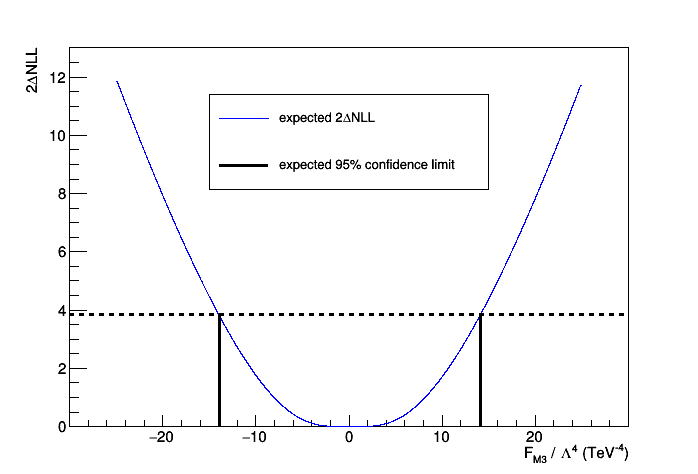 2ΔNLL
12
10
8
6
4
2
0
expected 2ΔNLL
expected 95% confidence limit
−20 −10 0 10 20
F_M3 / Λ^4 (TeV^-4)